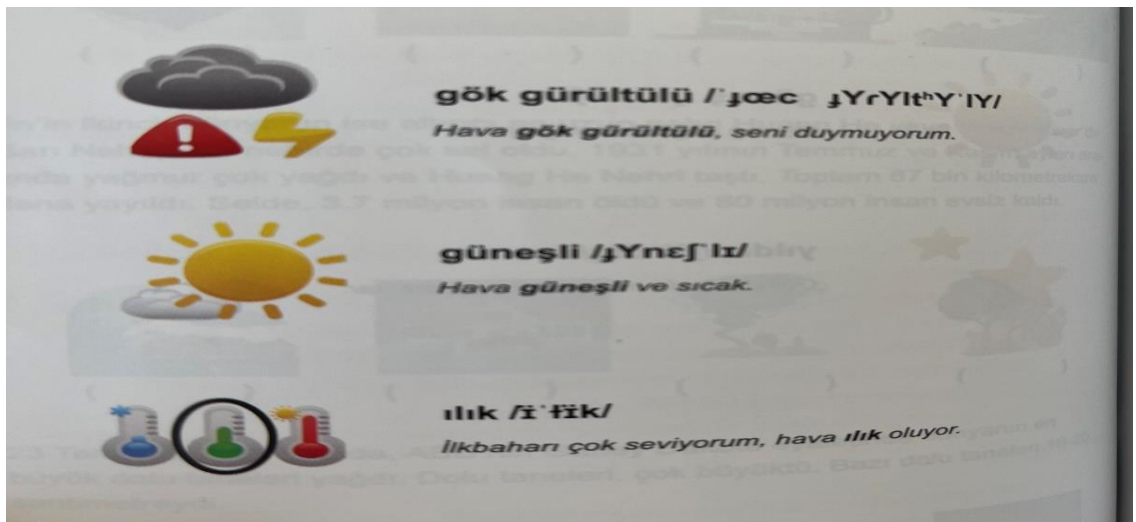 gök gürültülü /ˈɟœc ɟYɾYltʰYˈlY/
Hava gök gürültülü, seni duymuyorum.
güneşli /ɟYnɛʃˈlɪ/
Hava güneşli ve sıcak.
ılık /ɪ̈ˈɫɪ̈k/
İlkbaharı çok seviyorum, hava ılık oluyor.